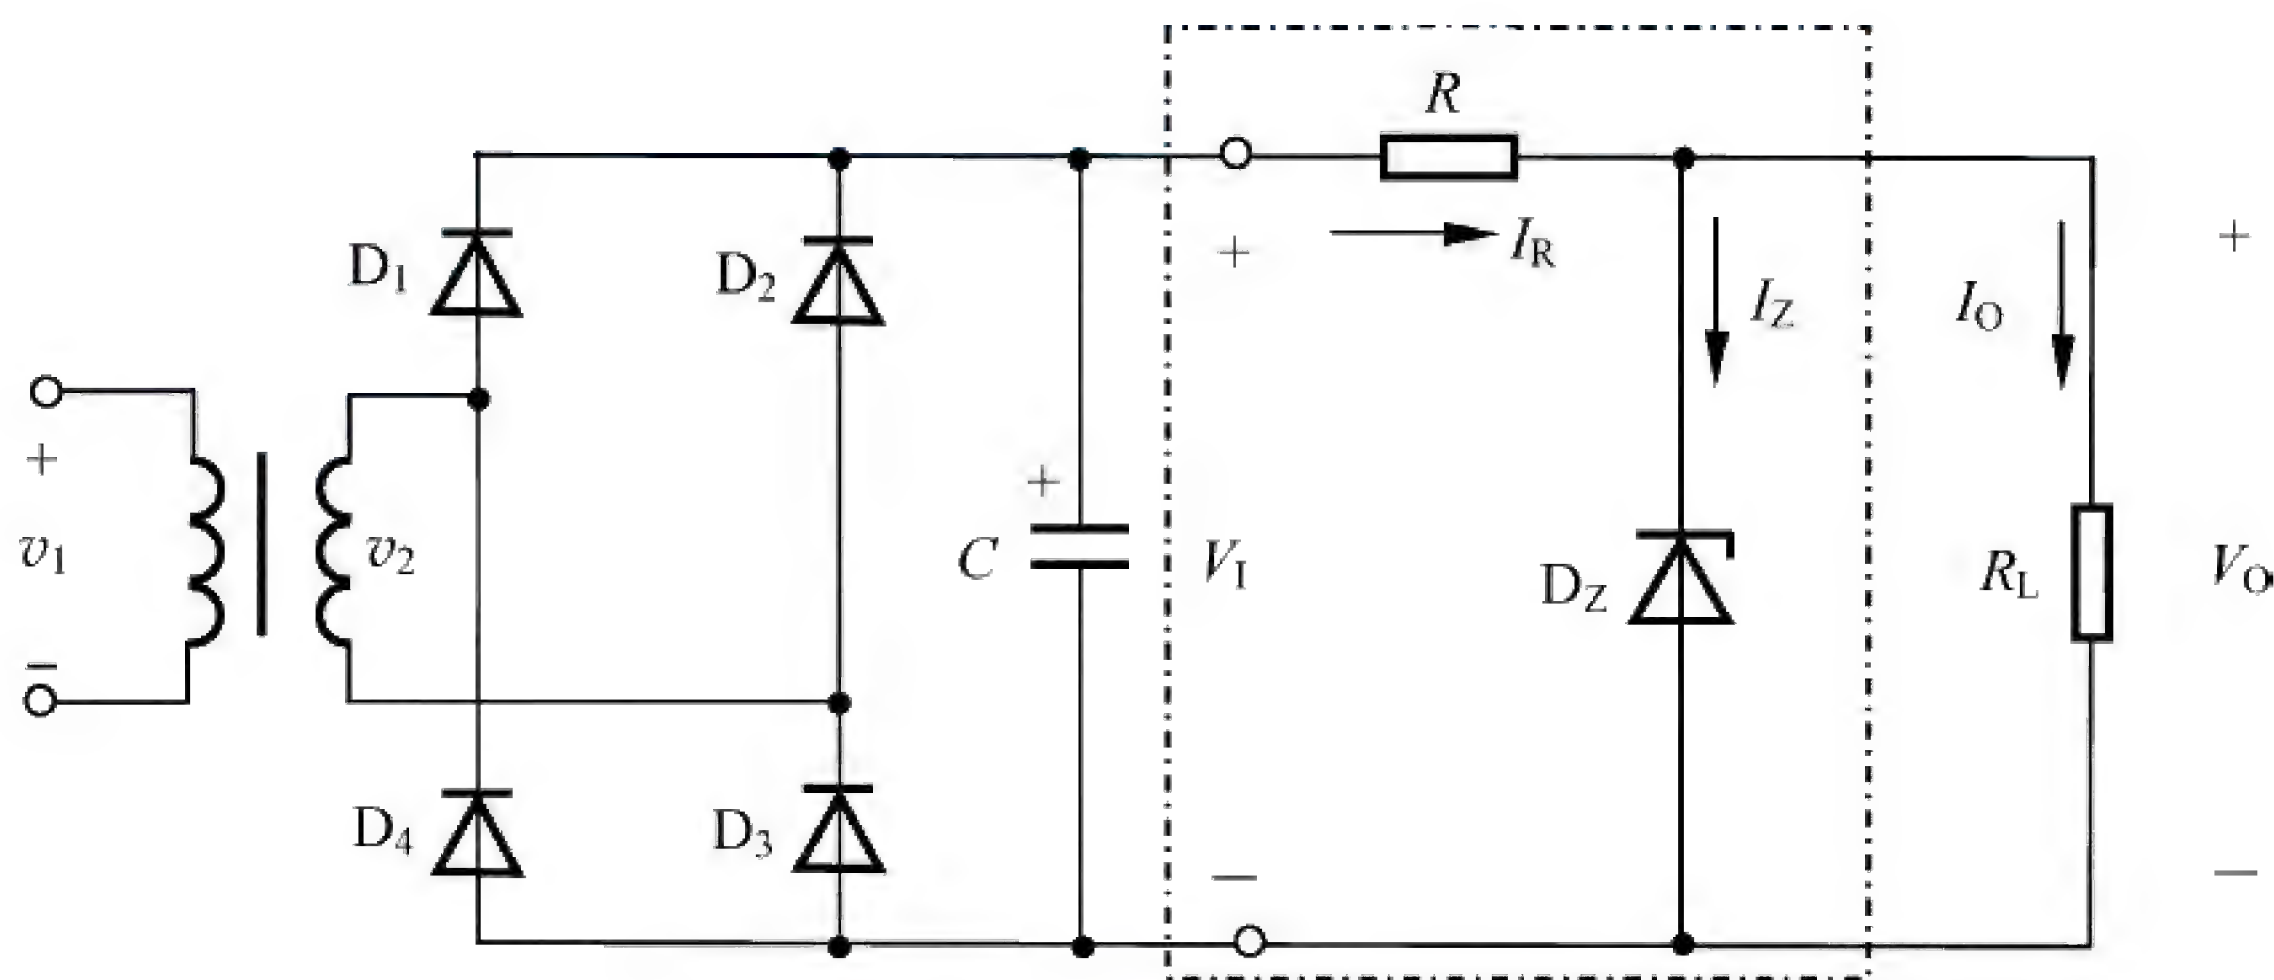 R
D₁
D₂
+
I_R
I_Z
I_O
+
+
v₁
v₂
+
C
V_I
D_Z
R_L
V_O
−
D₄
D₃
−
−